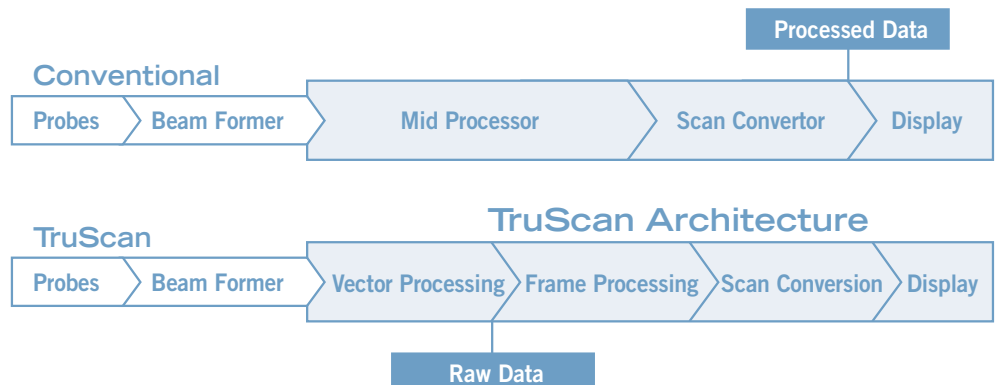 Processed Data
Conventional
Probes Beam Former Mid Processor Scan Convertor Display
TruScan Architecture
TruScan
Probes Beam Former Vector Processing Frame Processing Scan Conversion Display
Raw Data